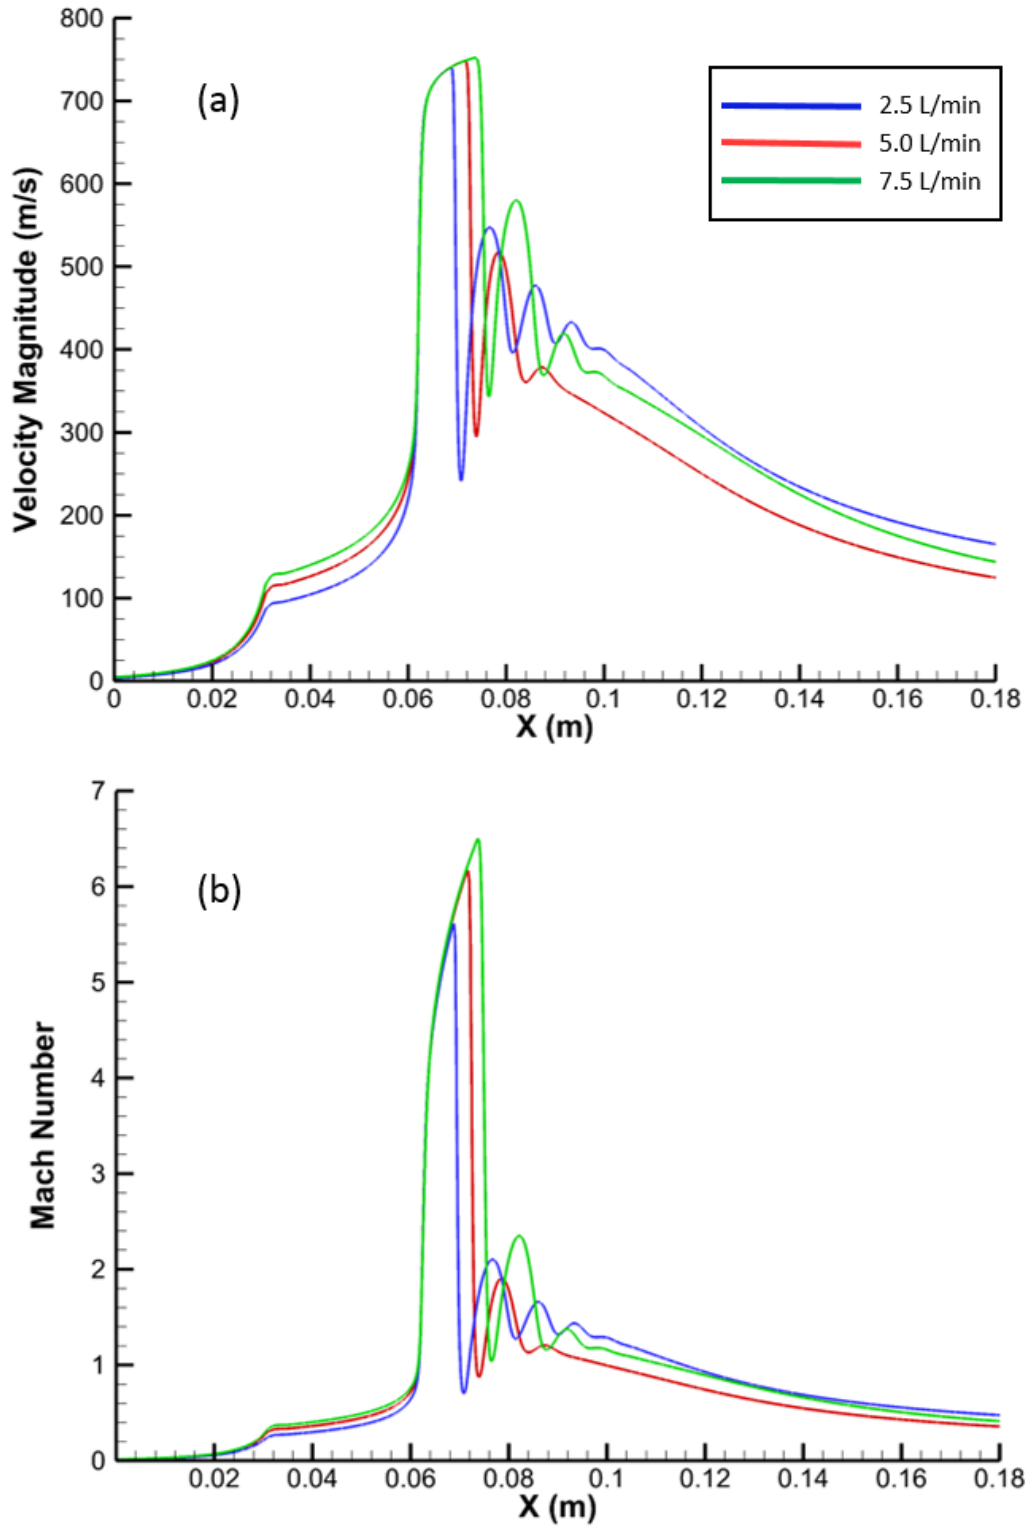 800
700
600
500
400
300
200
100
0
Velocity Magnitude (m/s)
(a)
2.5 L/min
5.0 L/min
7.5 L/min
0 0.02 0.04 0.06 0.08 0.1 0.12 0.14 0.16 0.18
X (m)
7
6
5
4
3
2
1
0
Mach Number
(b)
0.02 0.04 0.06 0.08 0.1 0.12 0.14 0.16 0.18
X (m)